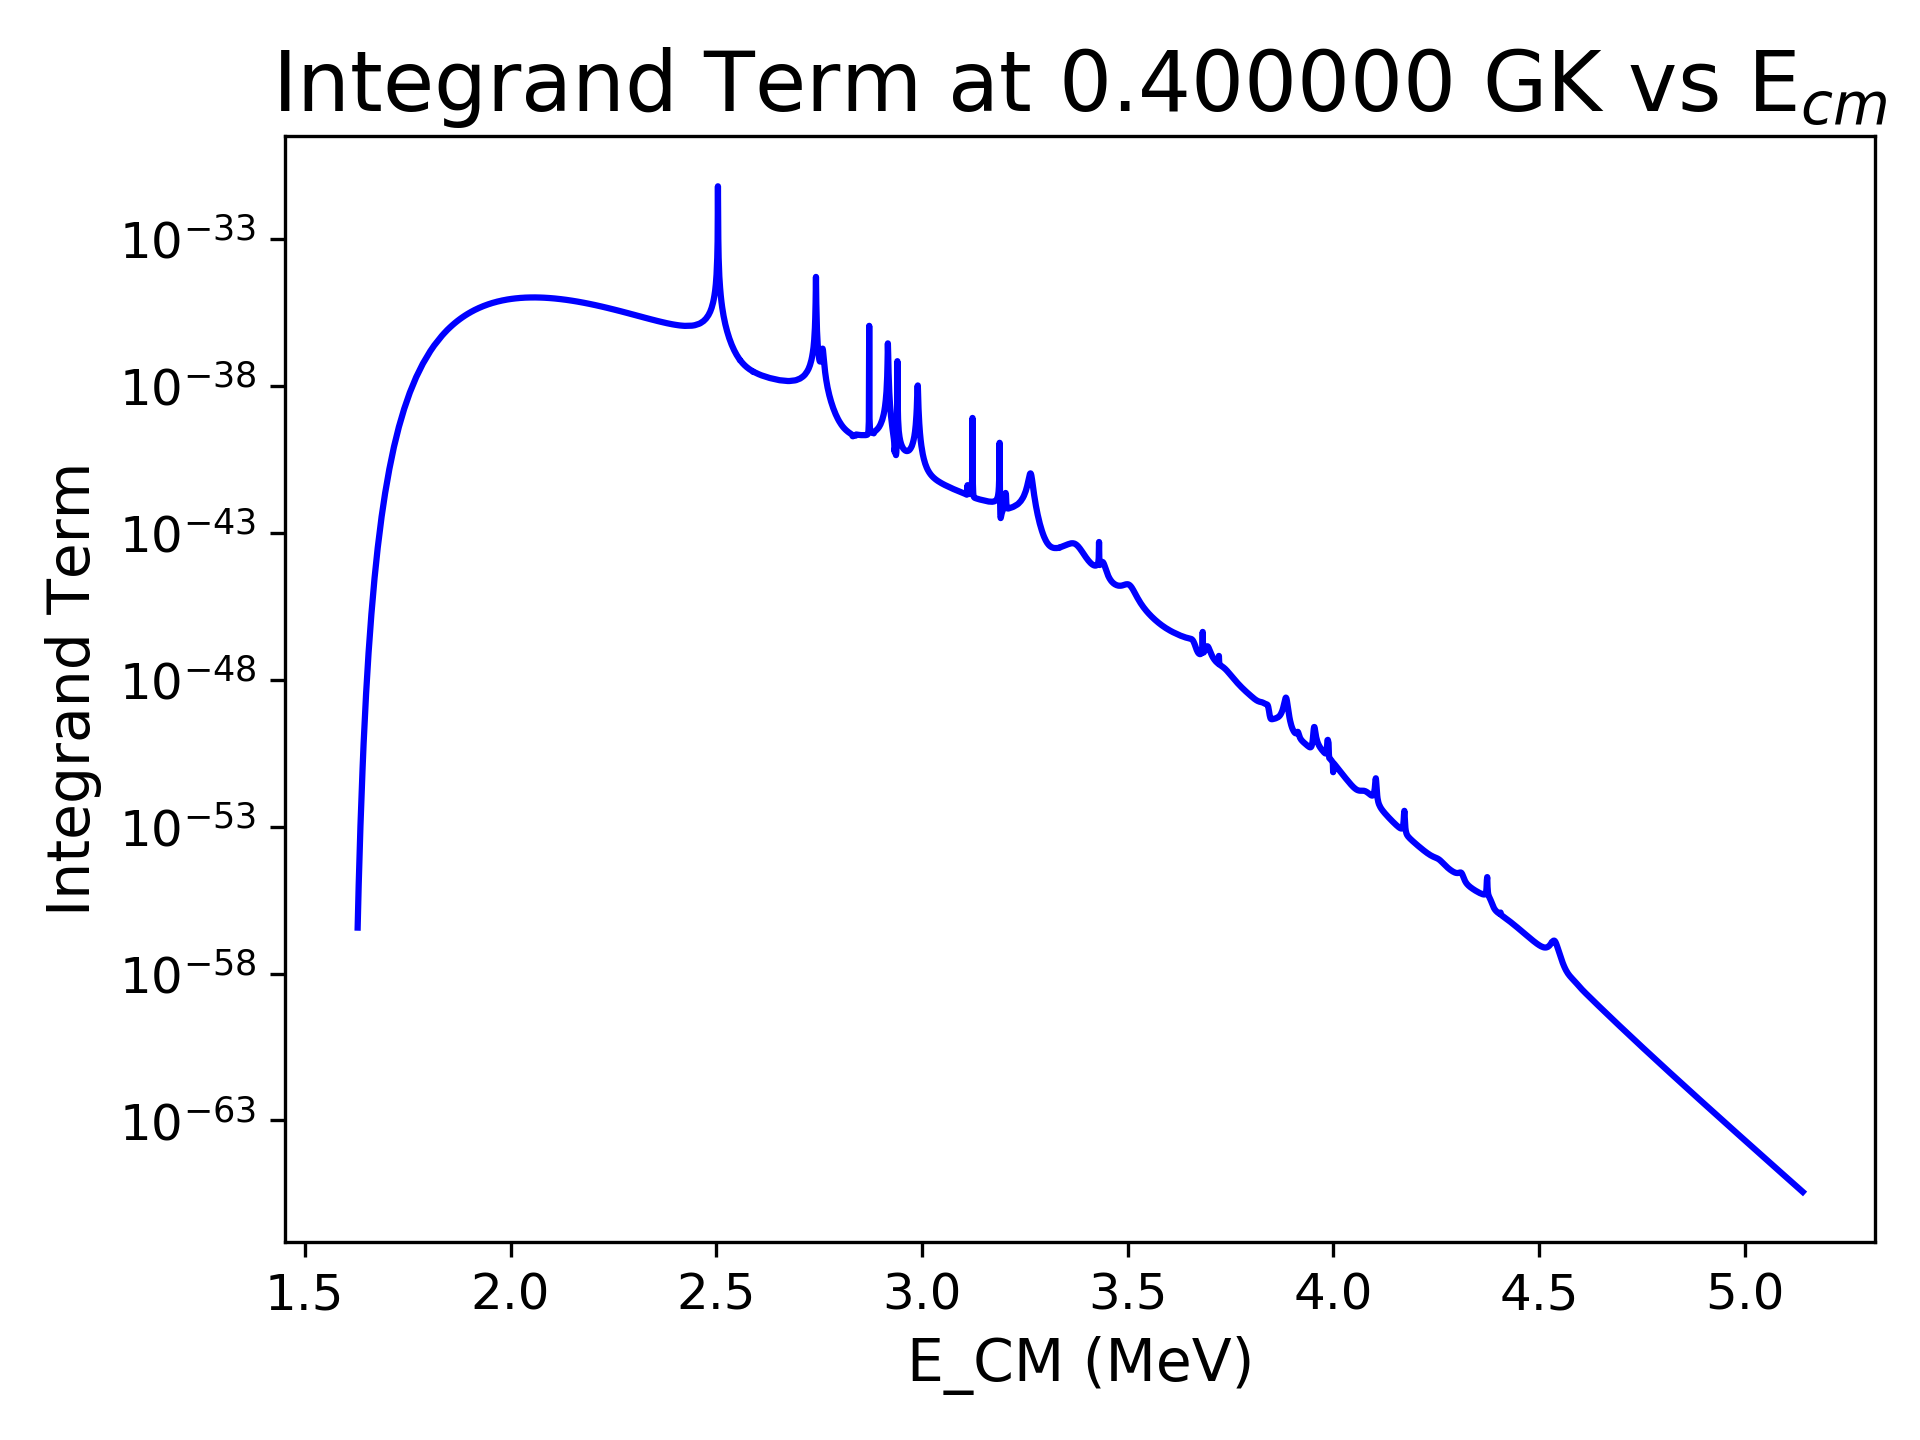 Integrand Term at 0.400000 GK vs E_cm
Integrand Term
10⁻³³
10⁻³⁸
10⁻⁴³
10⁻⁴⁸
10⁻⁵³
10⁻⁵⁸
10⁻⁶³
1.5 2.0 2.5 3.0 3.5 4.0 4.5 5.0
E_CM (MeV)